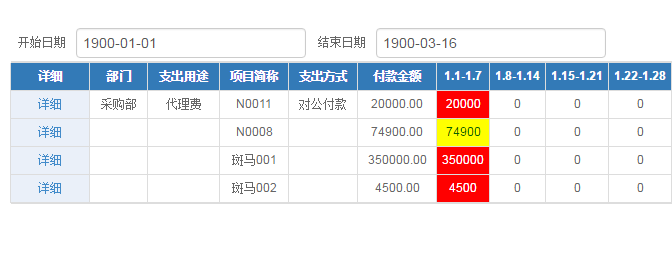 开始日期 1900-01-01 结束日期 1900-03-16
详细 部门 支出用途 项目简称 支出方式 付款金额 1.1-1.7 1.8-1.14 1.15-1.21 1.22-1.28
详细 采购部 代理费 N0011 对公付款 20000.00 20000 0 0 0
详细 N0008 74900.00 74900 0 0 0
详细 斑马001 350000.00 350000 0 0 0
详细 斑马002 4500.00 4500 0 0 0